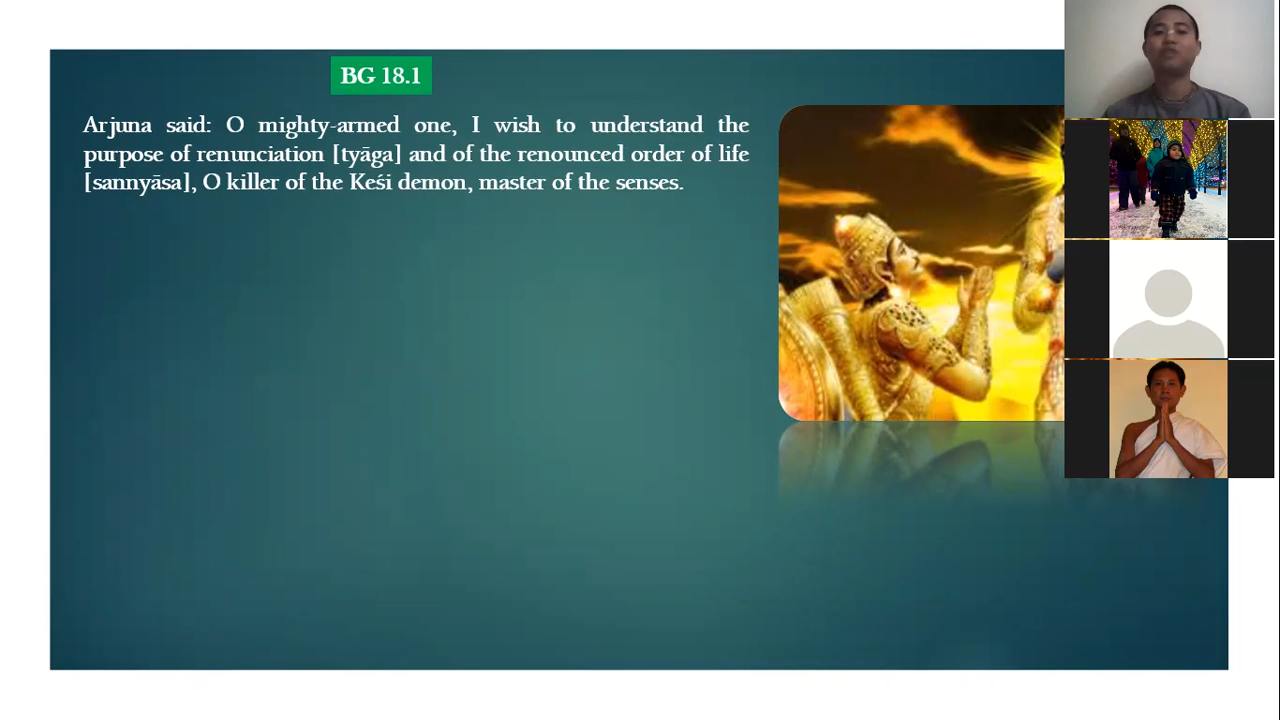 BG 18.1
Arjuna said: O mighty-armed one, I wish to understand the
purpose of renunciation [tyāga] and of the renounced order of life
[sannyāsa], O killer of the Keśi demon, master of the senses.